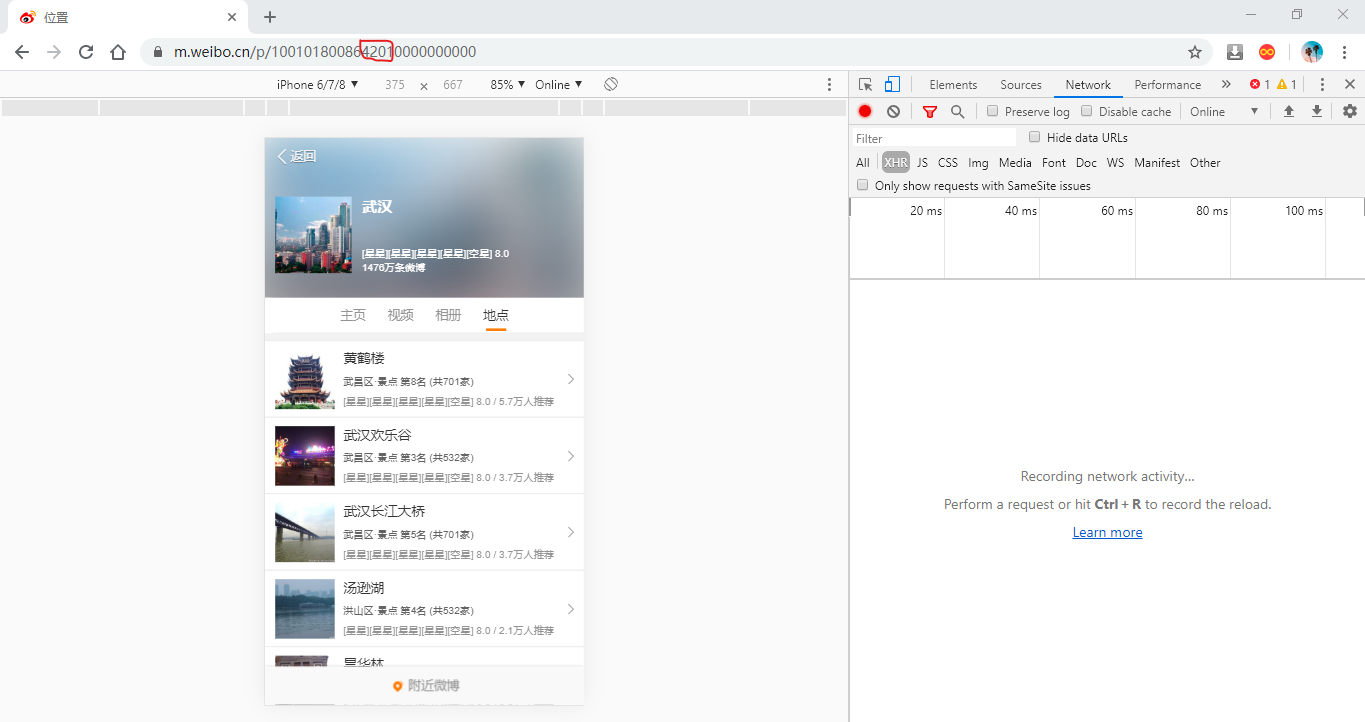 位置
m.weibo.cn/p/1001018008642010000000000
iPhone 6/7/8 375 × 667 85% Online
Elements Sources Network Performance » 1 1
Preserve log Disable cache Online
Filter Hide data URLs
All XHR JS CSS Img Media Font Doc WS Manifest Other
Only show requests with SameSite issues
20 ms 40 ms 60 ms 80 ms 100 ms
返回
武汉
[星星][星星][星星][星星][空星] 8.0
1476万条微博
主页 视频 相册 地点
黄鹤楼
武昌区·景点 第8名 (共701家)
[星星][星星][星星][星星][空星] 8.0 / 5.7万人推荐
武汉欢乐谷
武昌区·景点 第3名 (共532家)
[星星][星星][星星][星星][空星] 8.0 / 3.7万人推荐
武汉长江大桥
武昌区·景点 第5名 (共701家)
[星星][星星][星星][星星][空星] 8.0 / 3.7万人推荐
汤逊湖
洪山区·景点 第4名 (共532家)
[星星][星星][星星][星星][空星] 8.0 / 2.1万人推荐
附近微博
Recording network activity...
Perform a request or hit Ctrl + R to record the reload.
Learn more